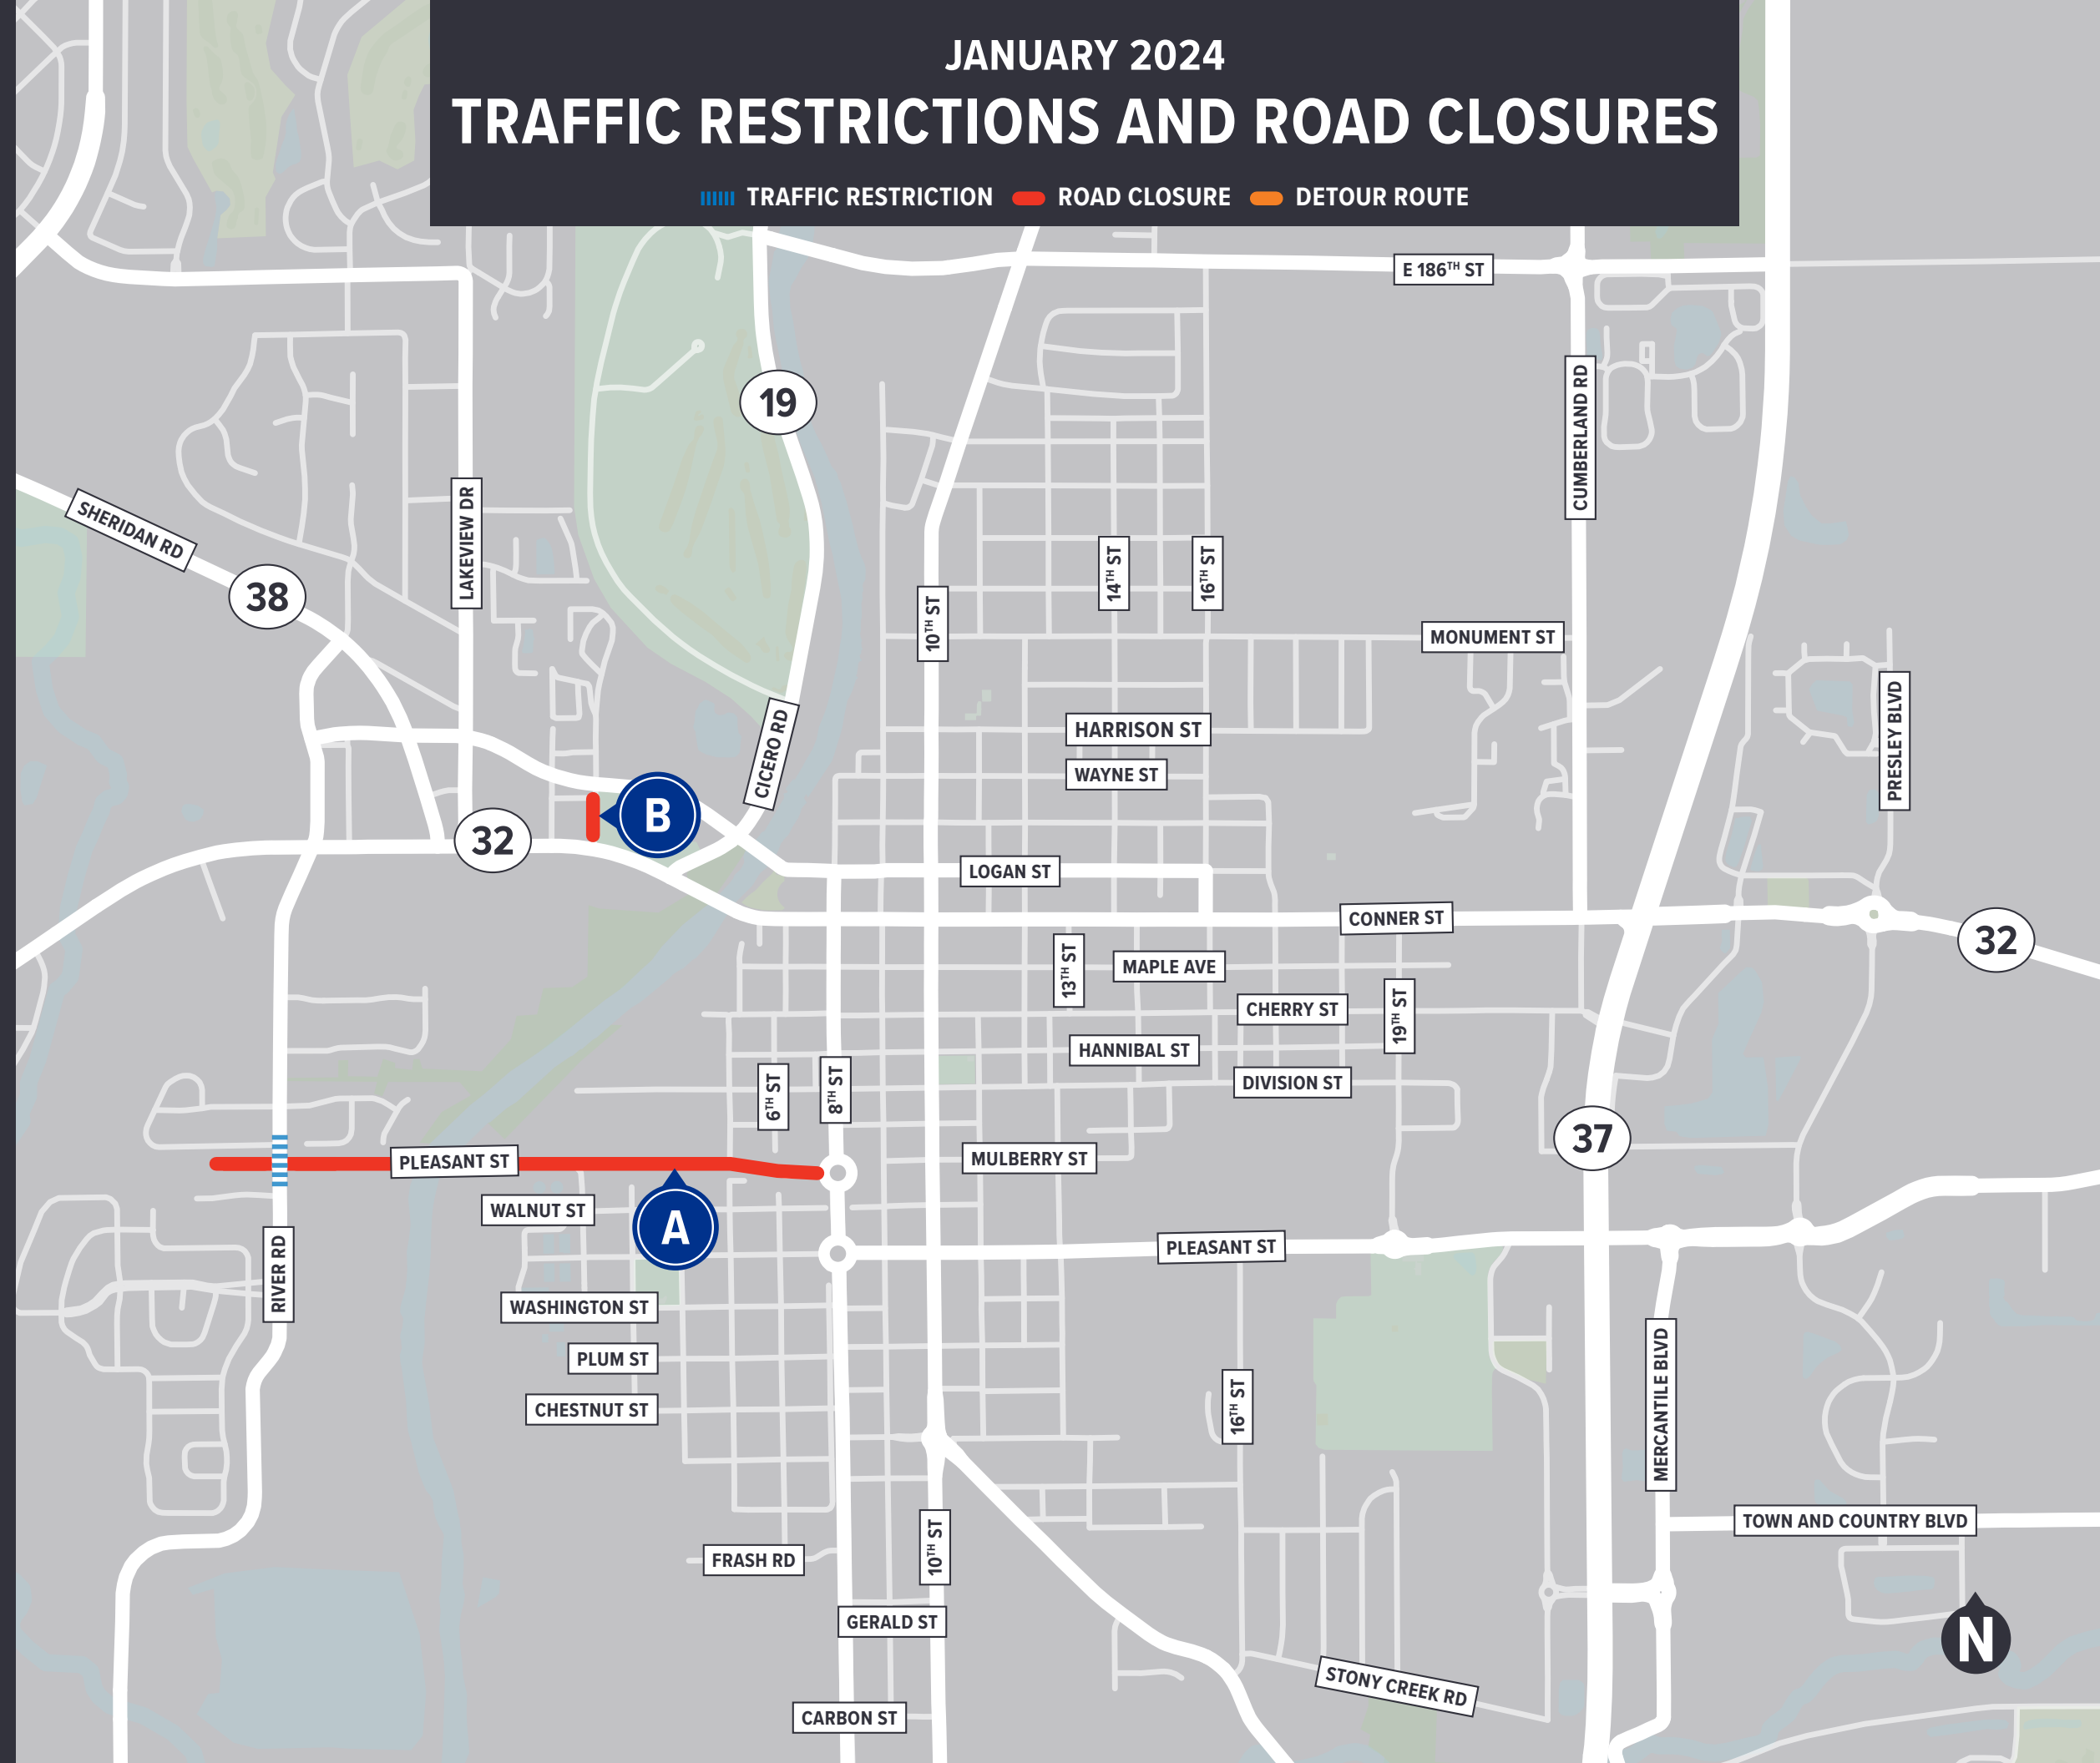 JANUARY 2024
TRAFFIC RESTRICTIONS AND ROAD CLOSURES
TRAFFIC RESTRICTION ROAD CLOSURE DETOUR ROUTE
E 186TH ST
19
CUMBERLAND RD
SHERIDAN RD
LAKEVIEW DR
38
14TH ST
16TH ST
10TH ST
MONUMENT ST
HARRISON ST
PRESLEY BLVD
CICERO RD
WAYNE ST
B
32
LOGAN ST
CONNER ST
32
13TH ST
MAPLE AVE
CHERRY ST
19TH ST
HANNIBAL ST
DIVISION ST
6TH ST
8TH ST
37
PLEASANT ST
MULBERRY ST
WALNUT ST
A
PLEASANT ST
RIVER RD
WASHINGTON ST
PLUM ST
CHESTNUT ST
16TH ST
MERCANTILE BLVD
TOWN AND COUNTRY BLVD
10TH ST
FRASH RD
GERALD ST
N
STONY CREEK RD
CARBON ST